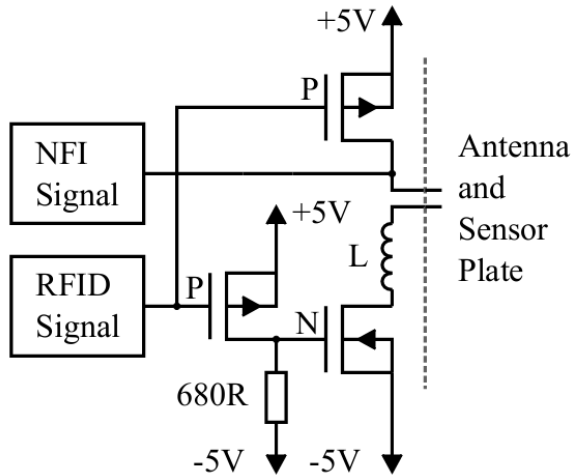 +5V
P
NFI
Signal
Antenna
and
Sensor
Plate
+5V
L
RFID
Signal
P
N
680R
-5V
-5V